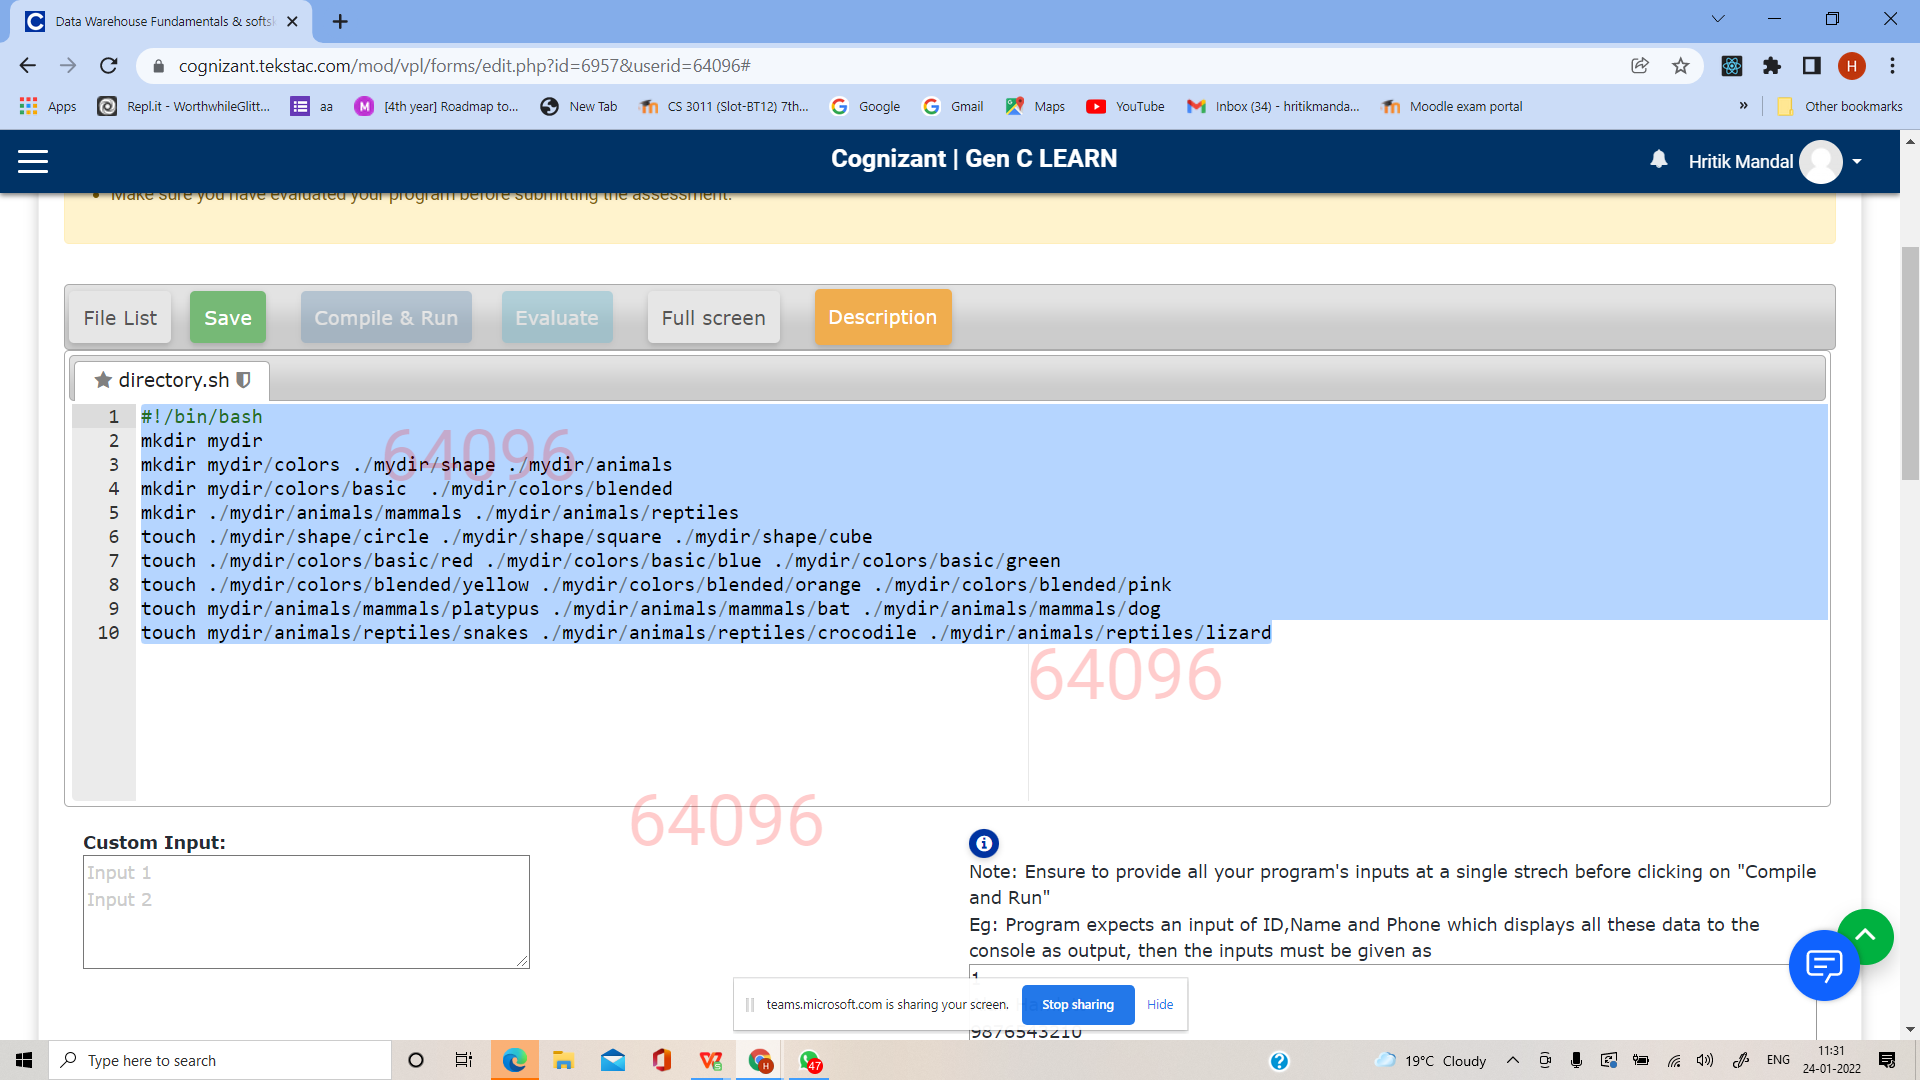 Data Warehouse Fundamentals & softsk
cognizant.tekstac.com/mod/vpl/forms/edit.php?id=6957&userid=64096#
H
Apps
Repl.it - WorthwhileGlitt...
aa
M
[4th year] Roadmap to...
New Tab
CS 3011 (Slot-BT12) 7th...
Google
Gmail
Maps
YouTube
Inbox (34) - hritikmanda...
Moodle exam portal
»
Other bookmarks
Cognizant | Gen C LEARN
Hritik Mandal
Make sure you have evaluated your program before submitting the assessment.
File List
Save
Compile & Run
Evaluate
Full screen
Description
directory.sh
1 #!/bin/bash
2 mkdir mydir
3 mkdir mydir/colors ./mydir/shape ./mydir/animals
4 mkdir mydir/colors/basic  ./mydir/colors/blended
5 mkdir ./mydir/animals/mammals ./mydir/animals/reptiles
6 touch ./mydir/shape/circle ./mydir/shape/square ./mydir/shape/cube
7 touch ./mydir/colors/basic/red ./mydir/colors/basic/blue ./mydir/colors/basic/green
8 touch ./mydir/colors/blended/yellow ./mydir/colors/blended/orange ./mydir/colors/blended/pink
9 touch mydir/animals/mammals/platypus ./mydir/animals/mammals/bat ./mydir/animals/mammals/dog
10 touch mydir/animals/reptiles/snakes ./mydir/animals/reptiles/crocodile ./mydir/animals/reptiles/lizard
64096
64096
64096
Custom Input:
Input 1
Input 2
Note: Ensure to provide all your program's inputs at a single strech before clicking on "Compile
and Run"
Eg: Program expects an input of ID,Name and Phone which displays all these data to the
console as output, then the inputs must be given as
1
9876543210
teams.microsoft.com is sharing your screen.
Stop sharing
Hide
Type here to search
47
19°C Cloudy
ENG
11:31
24-01-2022